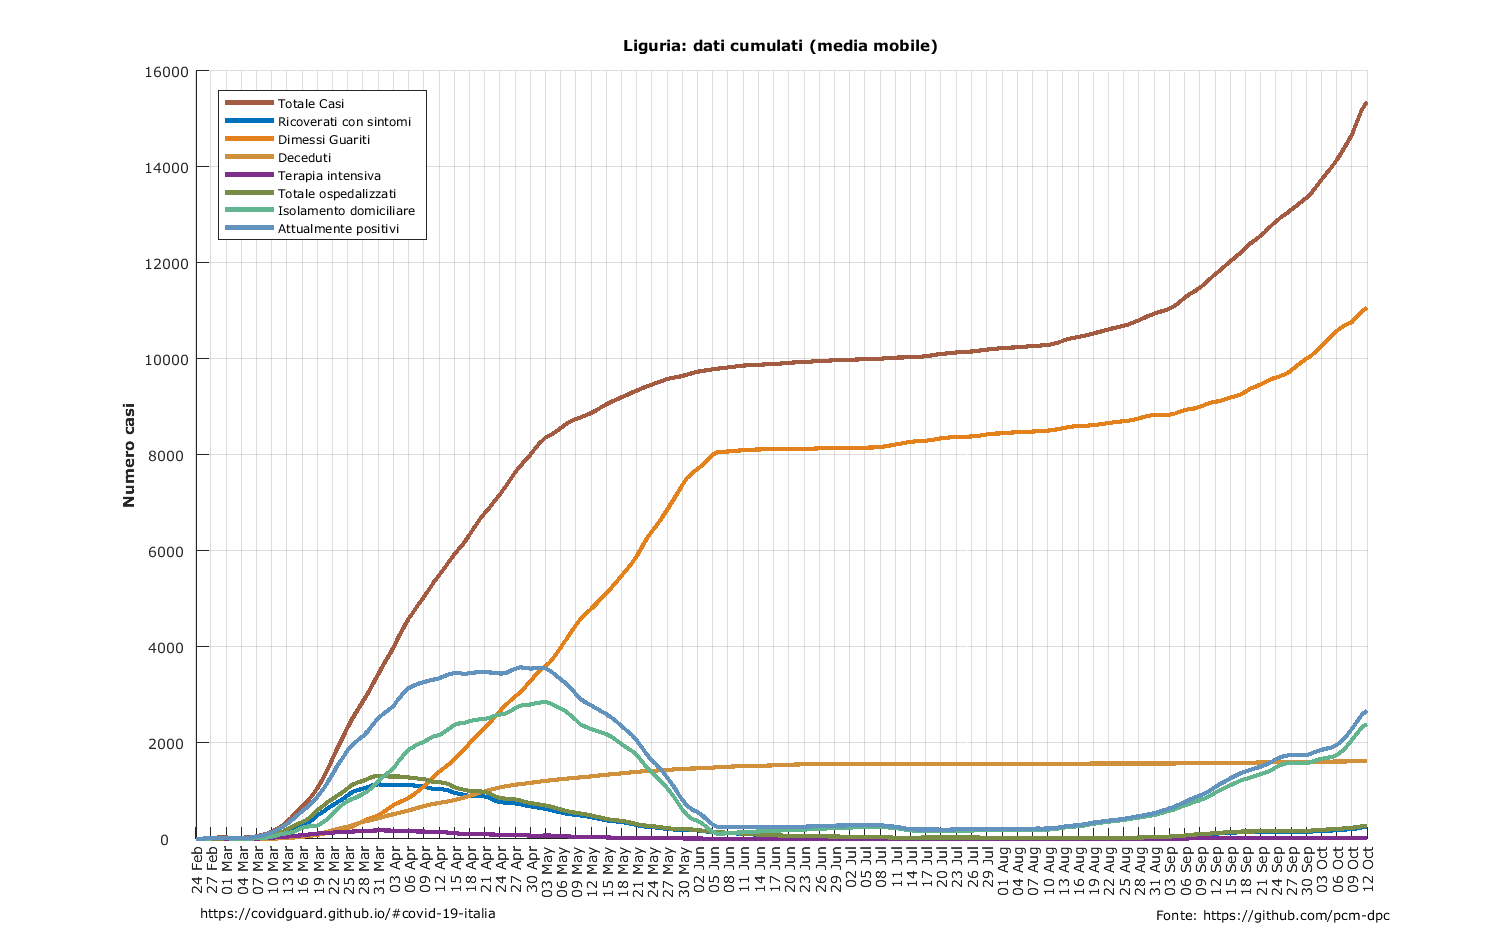 Liguria: dati cumulati (media mobile)
16000
14000
12000
10000
8000
6000
4000
2000
0
Numero casi
Totale Casi
Ricoverati con sintomi
Dimessi Guariti
Deceduti
Terapia intensiva
Totale ospedalizzati
Isolamento domiciliare
Attualmente positivi
24 Feb
27 Feb
01 Mar
04 Mar
07 Mar
10 Mar
13 Mar
16 Mar
19 Mar
22 Mar
25 Mar
28 Mar
31 Mar
03 Apr
06 Apr
09 Apr
12 Apr
15 Apr
18 Apr
21 Apr
24 Apr
27 Apr
30 Apr
03 May
06 May
09 May
12 May
15 May
18 May
21 May
24 May
27 May
30 May
02 Jun
05 Jun
08 Jun
11 Jun
14 Jun
17 Jun
20 Jun
23 Jun
26 Jun
29 Jun
02 Jul
05 Jul
08 Jul
11 Jul
14 Jul
17 Jul
20 Jul
23 Jul
26 Jul
29 Jul
01 Aug
04 Aug
07 Aug
10 Aug
13 Aug
16 Aug
19 Aug
22 Aug
25 Aug
28 Aug
31 Aug
03 Sep
06 Sep
09 Sep
12 Sep
15 Sep
18 Sep
21 Sep
24 Sep
27 Sep
30 Sep
03 Oct
06 Oct
09 Oct
12 Oct
https://covidguard.github.io/#covid-19-italia
Fonte: https://github.com/pcm-dpc